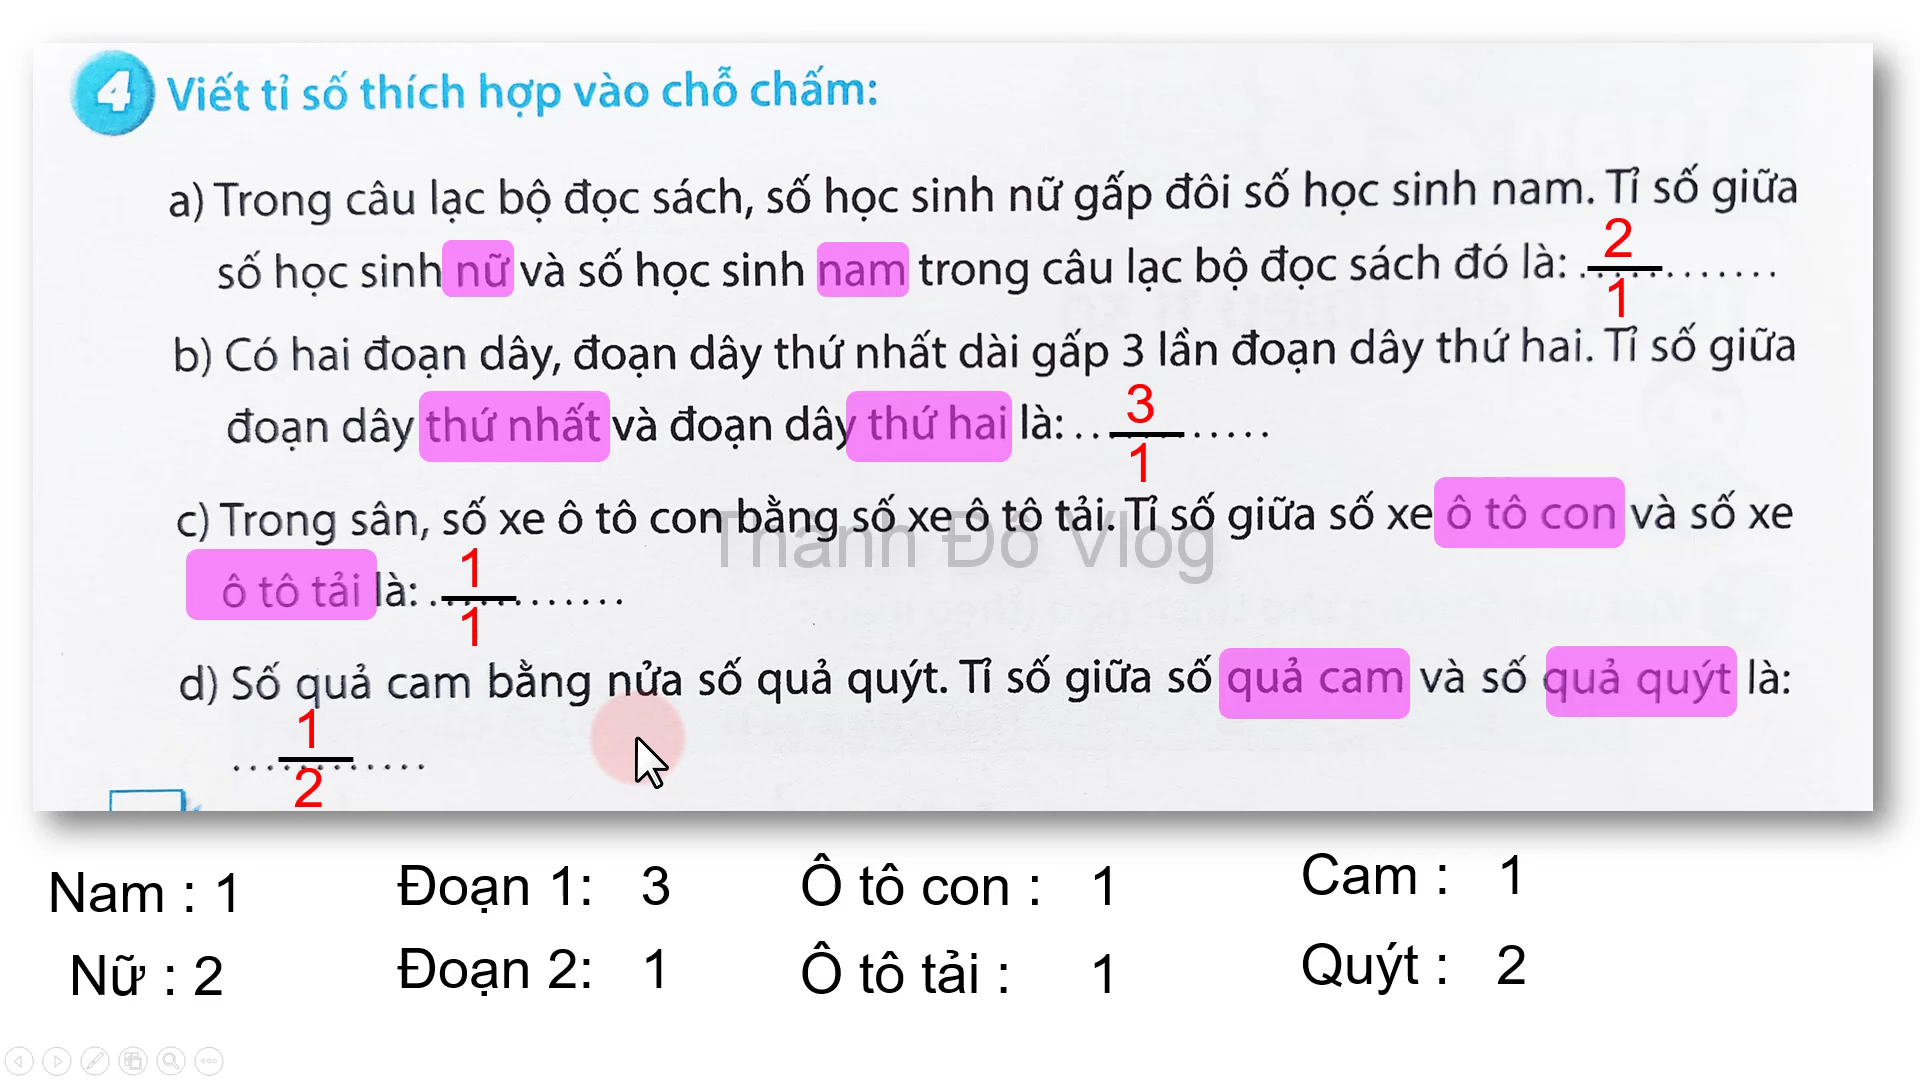 4 Viết tỉ số thích hợp vào chỗ chấm:
a) Trong câu lạc bộ đọc sách, số học sinh nữ gấp đôi số học sinh nam. Tỉ số giữa
số học sinh nữ và số học sinh nam trong câu lạc bộ đọc sách đó là: 2/1
b) Có hai đoạn dây, đoạn dây thứ nhất dài gấp 3 lần đoạn dây thứ hai. Tỉ số giữa
đoạn dây thứ nhất và đoạn dây thứ hai là: 3/1
c) Trong sân, số xe ô tô con bằng số xe ô tô tải. Tỉ số giữa số xe ô tô con và số xe
ô tô tải là: 1/1
Thành Đô Vlog
d) Số quả cam bằng nửa số quả quýt. Tỉ số giữa số quả cam và số quả quýt là:
1/2
Nam : 1 Đoạn 1: 3 Ô tô con : 1 Cam : 1
Nữ : 2 Đoạn 2: 1 Ô tô tải : 1 Quýt : 2